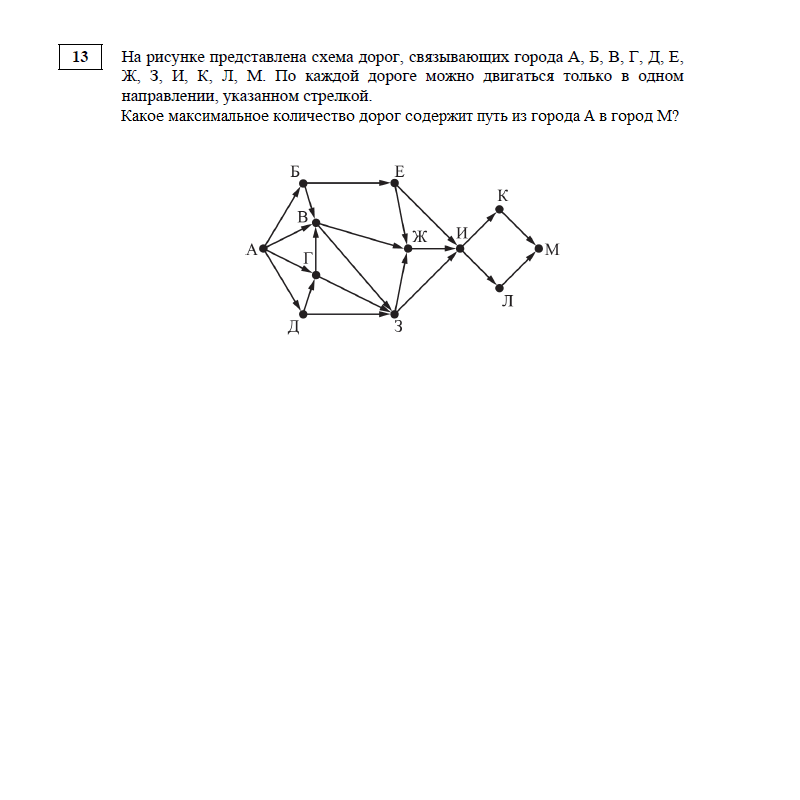 13
На рисунке представлена схема дорог, связывающих города А, Б, В, Г, Д, Е,
Ж, З, И, К, Л, М. По каждой дороге можно двигаться только в одном
направлении, указанном стрелкой.
Какое максимальное количество дорог содержит путь из города А в город М?
Б
Е
К
В
Ж
И
А
М
Г
Л
Д
З